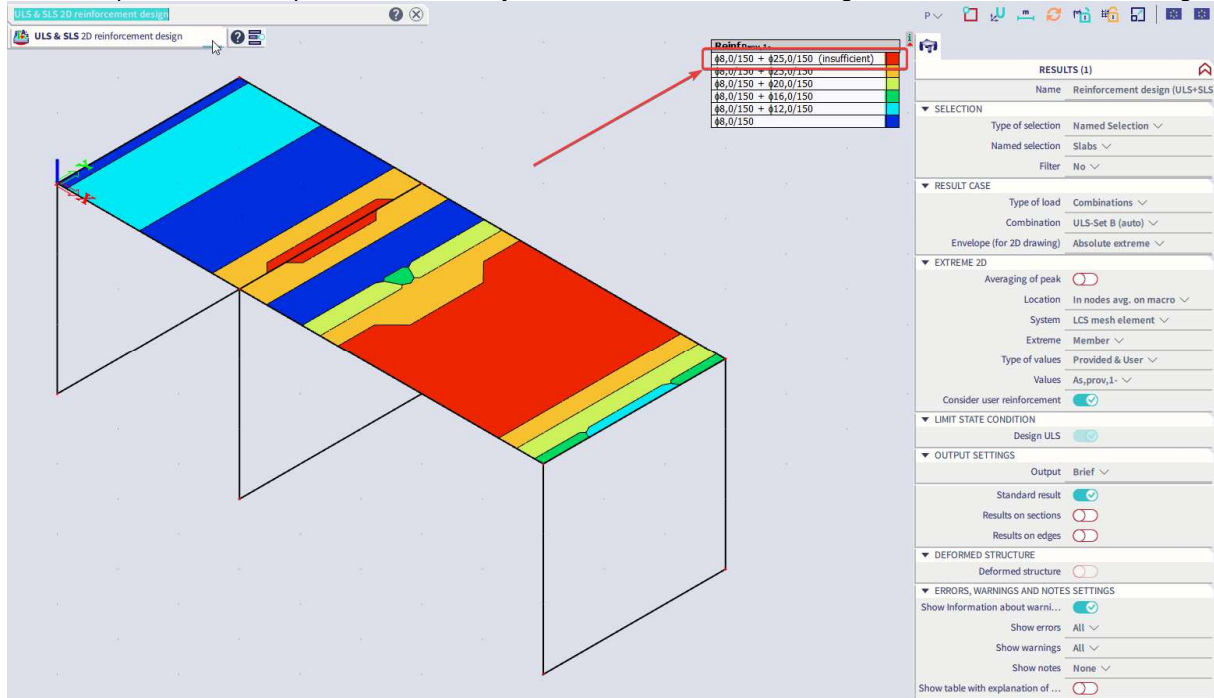 ULS & SLS 2D reinforcement design
ULS & SLS 2D reinforcement design
P
ϕ8,0/150 + ϕ25,0/150 (insufficient)
ϕ8,0/150 + ϕ25,0/150
ϕ8,0/150 + ϕ20,0/150
ϕ8,0/150 + ϕ16,0/150
ϕ8,0/150 + ϕ12,0/150
ϕ8,0/150
RESULTS (1)
Name Reinforcement design (ULS+SLS
SELECTION
Type of selection Named Selection
Named selection Slabs
Filter No
RESULT CASE
Type of load Combinations
Combination ULS-Set B (auto)
Envelope (for 2D drawing) Absolute extreme
EXTREME 2D
Averaging of peak
Location In nodes avg. on macro
System LCS mesh element
Extreme Member
Type of values Provided & User
Values As,prov,1-
Consider user reinforcement
LIMIT STATE CONDITION
Design ULS
OUTPUT SETTINGS
Output Brief
Standard result
Results on sections
Results on edges
DEFORMED STRUCTURE
Deformed structure
ERRORS, WARNINGS AND NOTES SETTINGS
Show Information about warni...
Show errors All
Show warnings All
Show notes None
Show table with explanation of ...